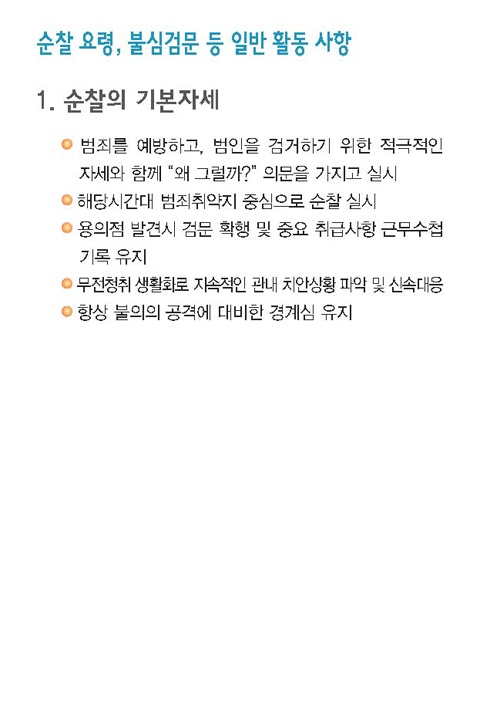 순찰 요령, 불심검문 등 일반 활동 사항
1. 순찰의 기본자세
범죄를 예방하고, 범인을 검거하기 위한 적극적인
자세와 함께 “왜 그럴까?” 의문을 가지고 실시
해당시간대 범죄취약지 중심으로 순찰 실시
용의점 발견시 검문 확행 및 중요 취급사항 근무수첩
기록 유지
무전청취 생활화로 지속적인 관내 치안상황 파악 및 신속대응
항상 불의의 공격에 대비한 경계심 유지